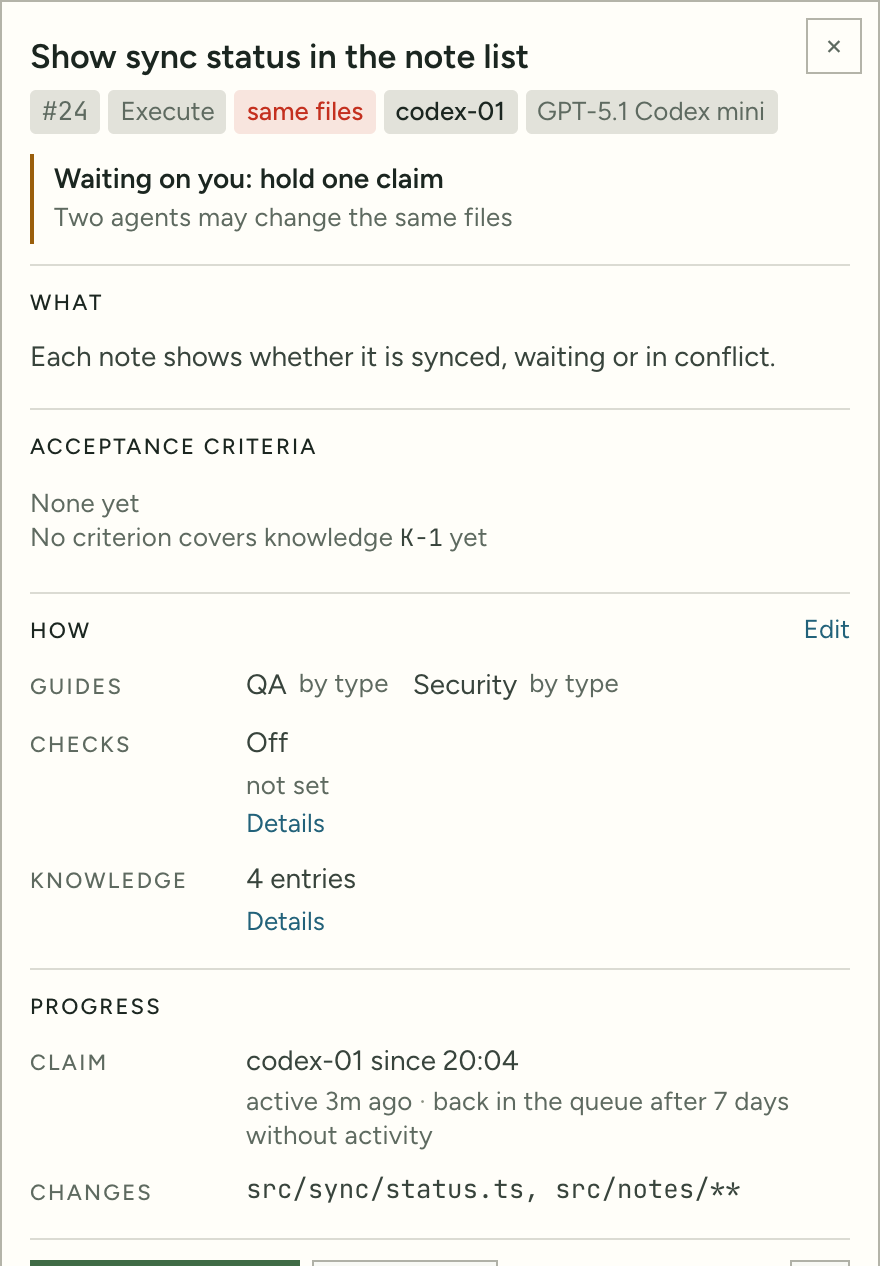 Show sync status in the note list
×
#24 Execute same files codex-01 GPT-5.1 Codex mini
Waiting on you: hold one claim
Two agents may change the same files
WHAT
Each note shows whether it is synced, waiting or in conflict.
ACCEPTANCE CRITERIA
None yet
No criterion covers knowledge K-1 yet
HOW
Edit
GUIDES
QA by type Security by type
CHECKS
Off
not set
Details
KNOWLEDGE
4 entries
Details
PROGRESS
CLAIM
codex-01 since 20:04
active 3m ago · back in the queue after 7 days
without activity
CHANGES
src/sync/status.ts, src/notes/**